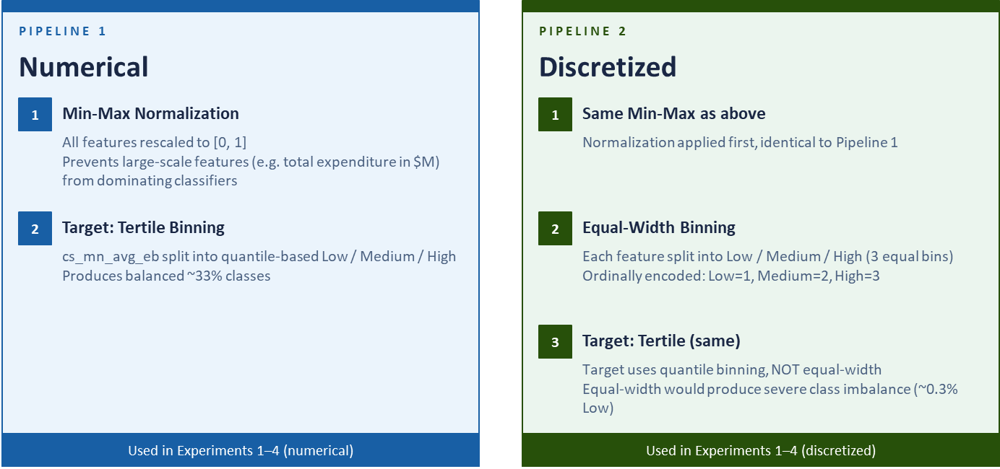 PIPELINE 1
Numerical
1
Min-Max Normalization
All features rescaled to [0, 1]
Prevents large-scale features (e.g. total expenditure in $M)
from dominating classifiers
2
Target: Tertile Binning
cs_mn_avg_eb split into quantile-based Low / Medium / High
Produces balanced ~33% classes
Used in Experiments 1–4 (numerical)
PIPELINE 2
Discretized
1
Same Min-Max as above
Normalization applied first, identical to Pipeline 1
2
Equal-Width Binning
Each feature split into Low / Medium / High (3 equal bins)
Ordinally encoded: Low=1, Medium=2, High=3
3
Target: Tertile (same)
Target uses quantile binning, NOT equal-width
Equal-width would produce severe class imbalance (~0.3%
Low)
Used in Experiments 1–4 (discretized)